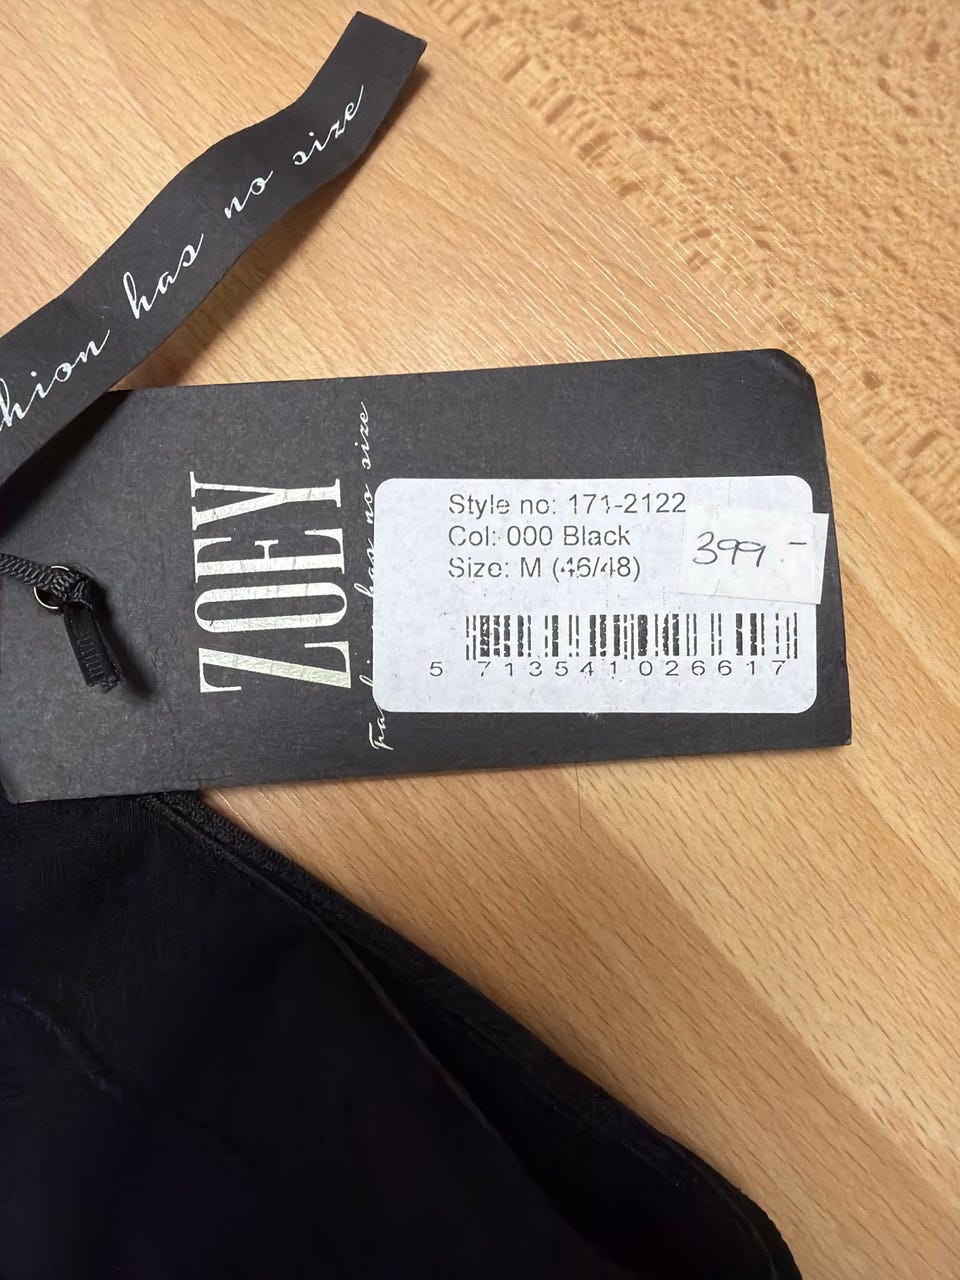 hion has no size
ZOEY
Fashion has no size
Style no: 171-2122
Col: 000 Black
Size: M (46/48)
399.-
5 713541 026617